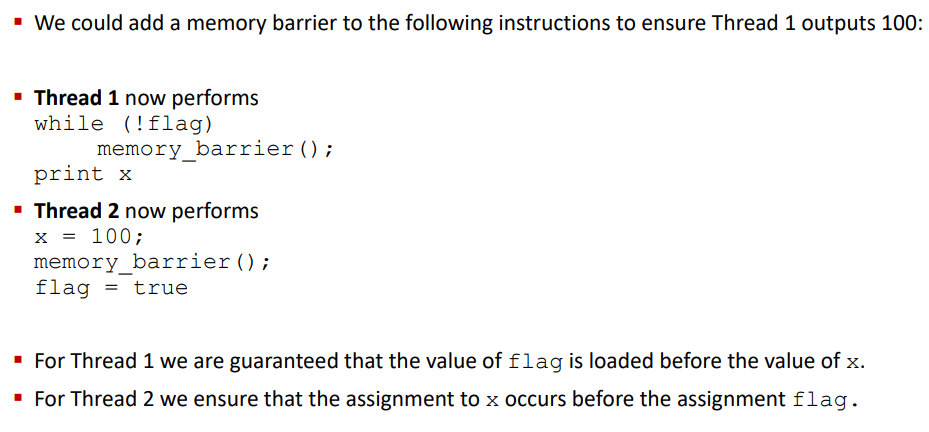 ▪ We could add a memory barrier to the following instructions to ensure Thread 1 outputs 100:
▪ Thread 1 now performs
while (!flag)
memory_barrier();
print x
▪ Thread 2 now performs
x = 100;
memory_barrier();
flag = true
▪ For Thread 1 we are guaranteed that the value of flag is loaded before the value of x.
▪ For Thread 2 we ensure that the assignment to x occurs before the assignment flag.